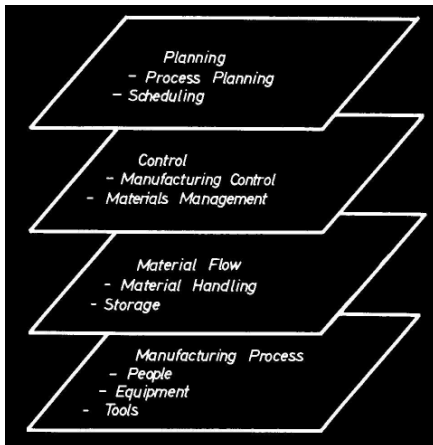 Planning
- Process Planning
- Scheduling
Control
- Manufacturing Control
- Materials Management
Material Flow
- Material Handling
- Storage
Manufacturing Process
- People
- Equipment
- Tools